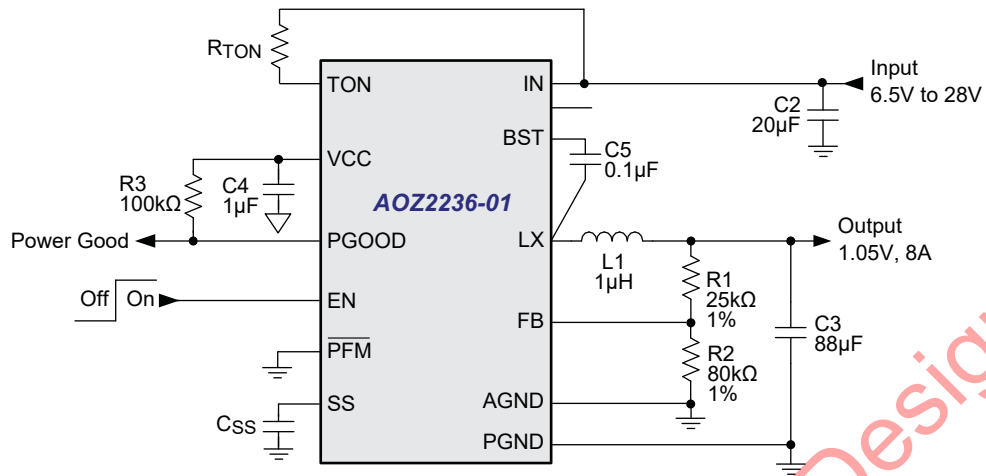 RTON
TON
IN
Input
6.5V to 28V
C2
20µF
BST
C5
0.1µF
VCC
R3
100kΩ
C4
1µF
AOZ2236-01
Power Good
PGOOD
LX
L1
1µH
Output
1.05V, 8A
R1
25kΩ
1%
Off
On
EN
FB
C3
88µF
PFM
R2
80kΩ
1%
SS
CSS
AGND
PGND
Design